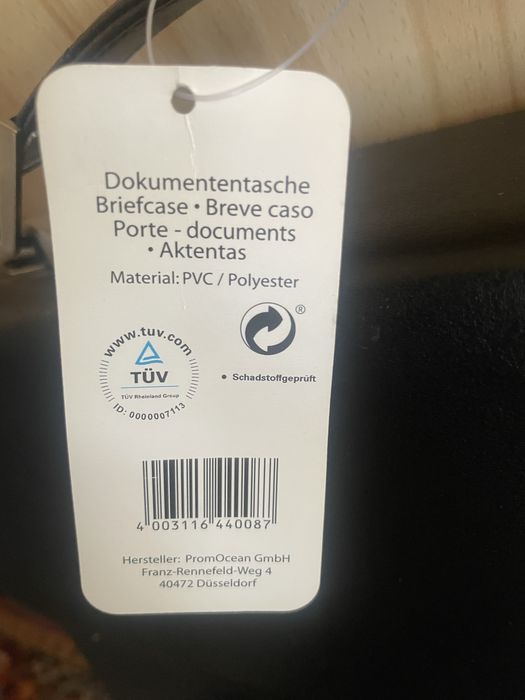 Dokumententasche
Briefcase • Breve caso
Porte - documents
• Aktentas
Material: PVC / Polyester
®
www.tuv.com
TÜV
TÜV Rheinland Group
ID: 0000007113
• Schadstoffgeprüft
4 003116 440087
Hersteller: PromOcean GmbH
Franz-Rennefeld-Weg 4
40472 Düsseldorf